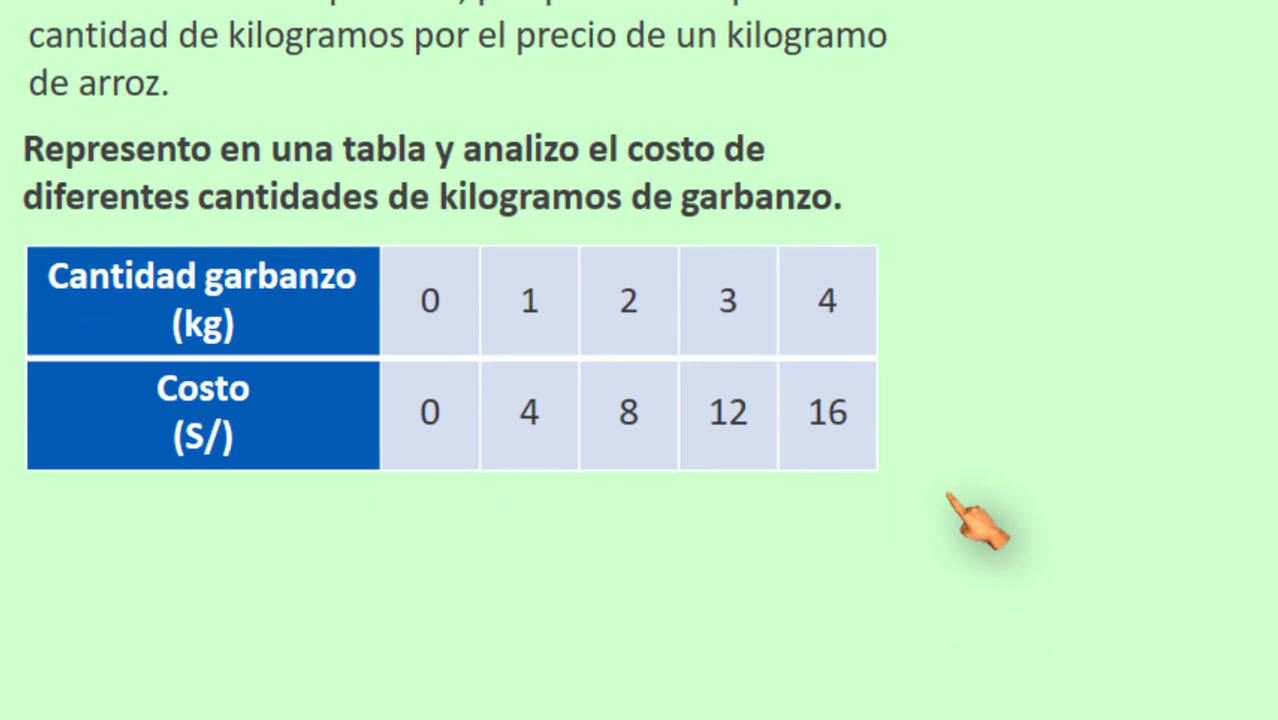 cantidad de kilogramos por el precio de un kilogramo
de arroz.
Represento en una tabla y analizo el costo de
diferentes cantidades de kilogramos de garbanzo.
Cantidad garbanzo
(kg)
0 1 2 3 4
Costo
(S/)
0 4 8 12 16